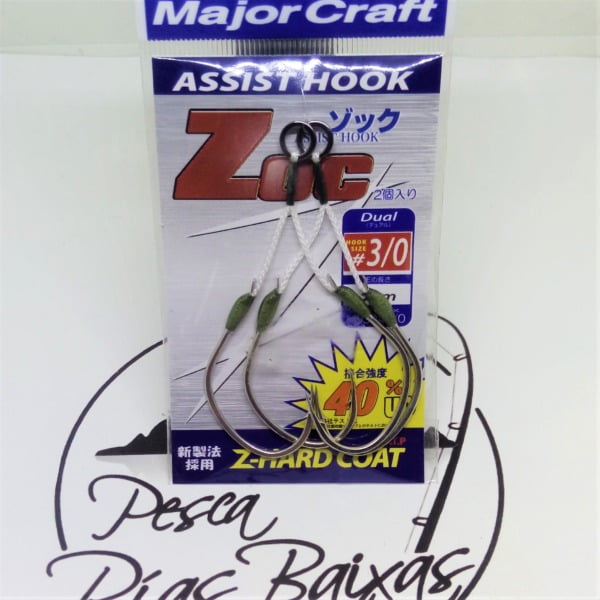 Major Craft
ASSIST HOOK
Zoc
ゾック
ASSIST HOOK
2個入り
Dual
(デュアル)
HOOK SIZE
#3/0
接合強度
40%
UP
新製法
採用
Z-HARD COAT
Pesca
Rías Baixas